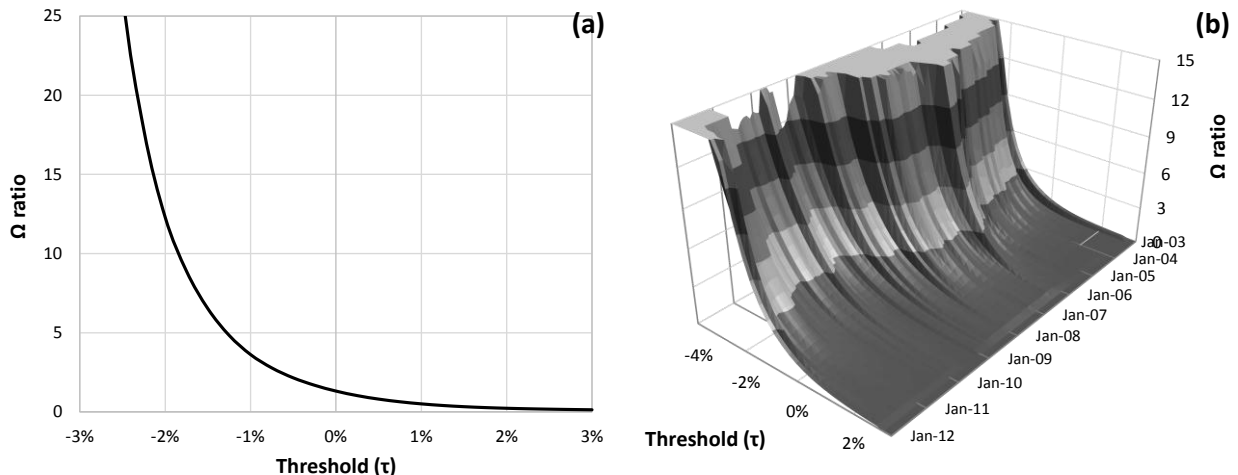 (a)
25
20
15
10
5
0
-3% -2% -1% 0% 1% 2% 3%
Ω ratio
Threshold (τ)
(b)
15
12
9
6
3
0
Ω ratio
Jan-03
Jan-04
Jan-05
Jan-06
Jan-07
Jan-08
Jan-09
Jan-10
Jan-11
Jan-12
-4%
-2%
0%
2%
Threshold (τ)